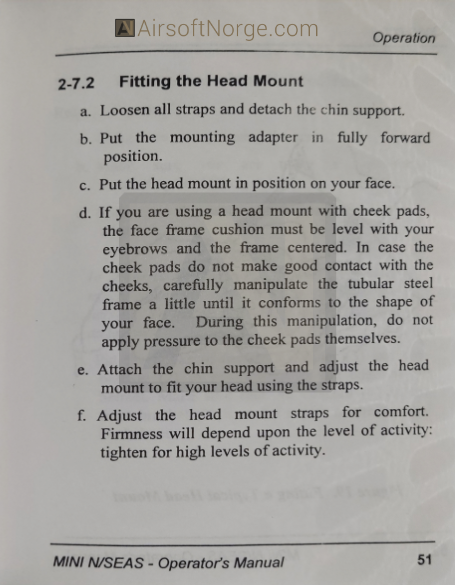 AirsoftNorge.com
Operation
2-7.2 Fitting the Head Mount
a. Loosen all straps and detach the chin support.
b. Put the mounting adapter in fully forward
position.
c. Put the head mount in position on your face.
d. If you are using a head mount with cheek pads,
the face frame cushion must be level with your
eyebrows and the frame centered. In case the
cheek pads do not make good contact with the
cheeks, carefully manipulate the tubular steel
frame a little until it conforms to the shape of
your face. During this manipulation, do not
apply pressure to the cheek pads themselves.
e. Attach the chin support and adjust the head
mount to fit your head using the straps.
f. Adjust the head mount straps for comfort.
Firmness will depend upon the level of activity:
tighten for high levels of activity.
MINI N/SEAS - Operator's Manual 51